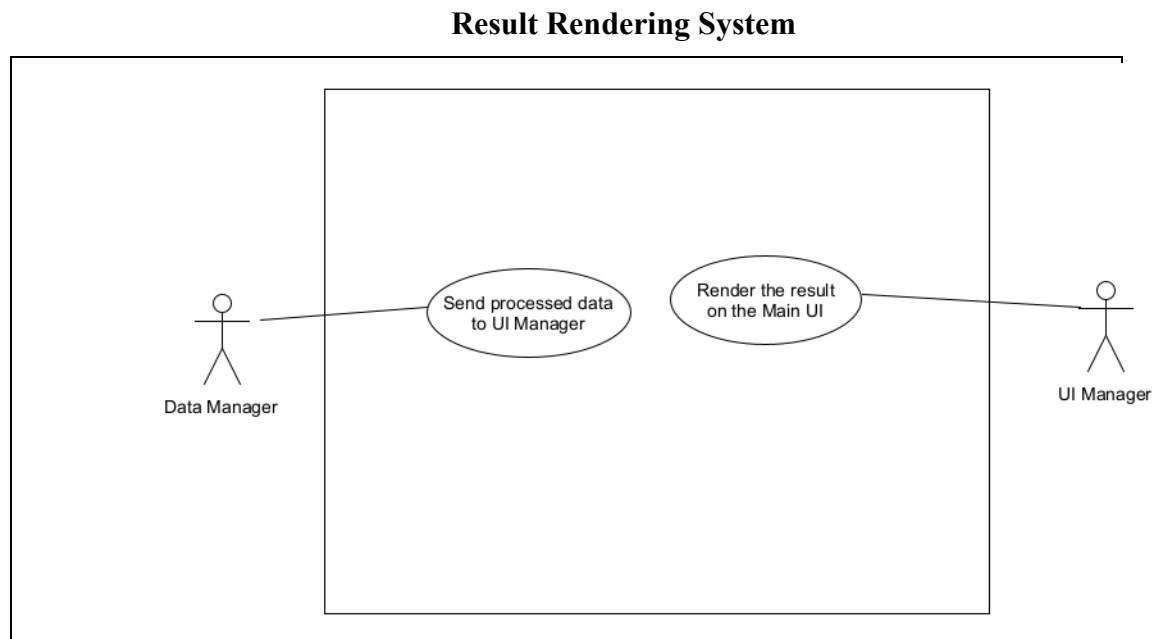 Result Rendering System
Send processed data
to UI Manager
Render the result
on the Main UI
Data Manager
UI Manager